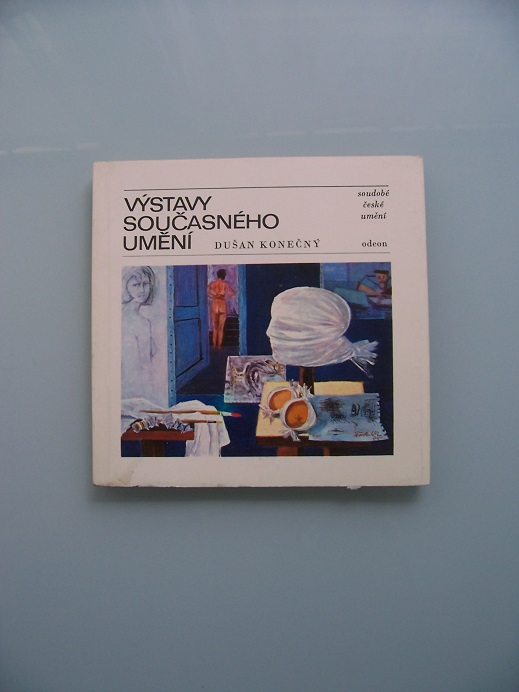 VÝSTAVY
SOUČASNÉHO
UMĚNÍ
DUŠAN KONEČNÝ
soudobé
české
umění
odeon